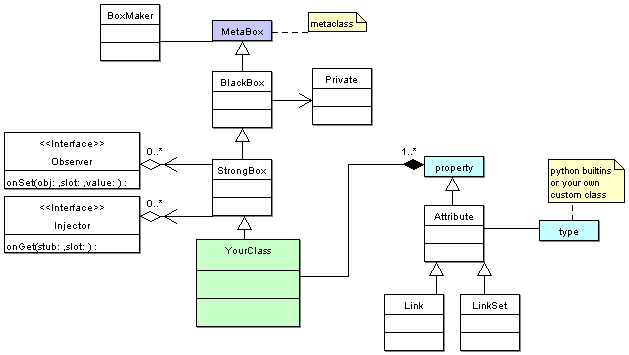 BoxMaker
MetaBox
metaclass
BlackBox
Private
<<Interface>>
Observer
onSet(obj: ,slot: ,value: ) :
0..*
StrongBox
1..*
property
python builtins
or your own
custom class
<<Interface>>
Injector
onGet(stub: ,slot: ) :
0..*
Attribute
type
YourClass
Link
LinkSet